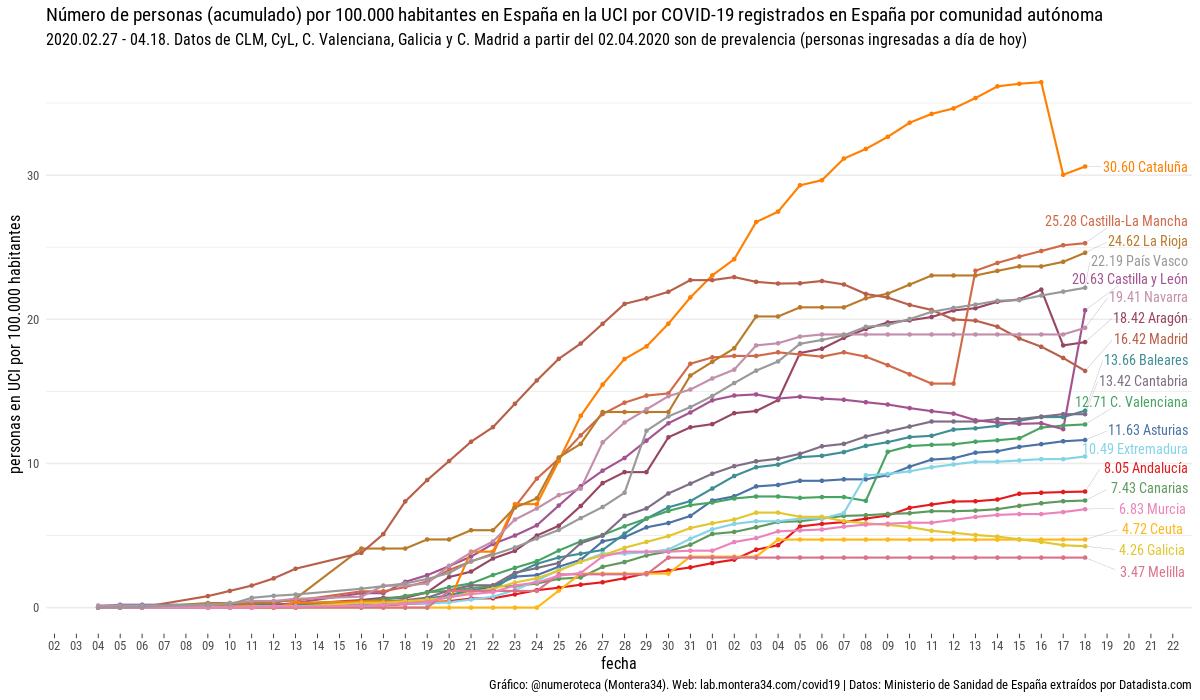 Número de personas (acumulado) por 100.000 habitantes en España en la UCI por COVID-19 registrados en España por comunidad autónoma
2020.02.27 - 04.18. Datos de CLM, CyL, C. Valenciana, Galicia y C. Madrid a partir del 02.04.2020 son de prevalencia (personas ingresadas a día de hoy)
personas en UCI por 100.000 habitantes
30
20
10
0
30.60 Cataluña
25.28 Castilla-La Mancha
24.62 La Rioja
22.19 País Vasco
20.63 Castilla y León
19.41 Navarra
18.42 Aragón
16.42 Madrid
13.66 Baleares
13.42 Cantabria
12.71 C. Valenciana
11.63 Asturias
10.49 Extremadura
8.05 Andalucía
7.43 Canarias
6.83 Murcia
4.72 Ceuta
4.26 Galicia
3.47 Melilla
02 03 04 05 06 07 08 09 10 11 12 13 14 15 16 17 18 19 20 21 22 23 24 25 26 27 28 29 30 31 01 02 03 04 05 06 07 08 09 10 11 12 13 14 15 16 17 18 19 20 21 22
fecha
Gráfico: @numeroteca (Montera34). Web: lab.montera34.com/covid19 | Datos: Ministerio de Sanidad de España extraídos por Datadista.com